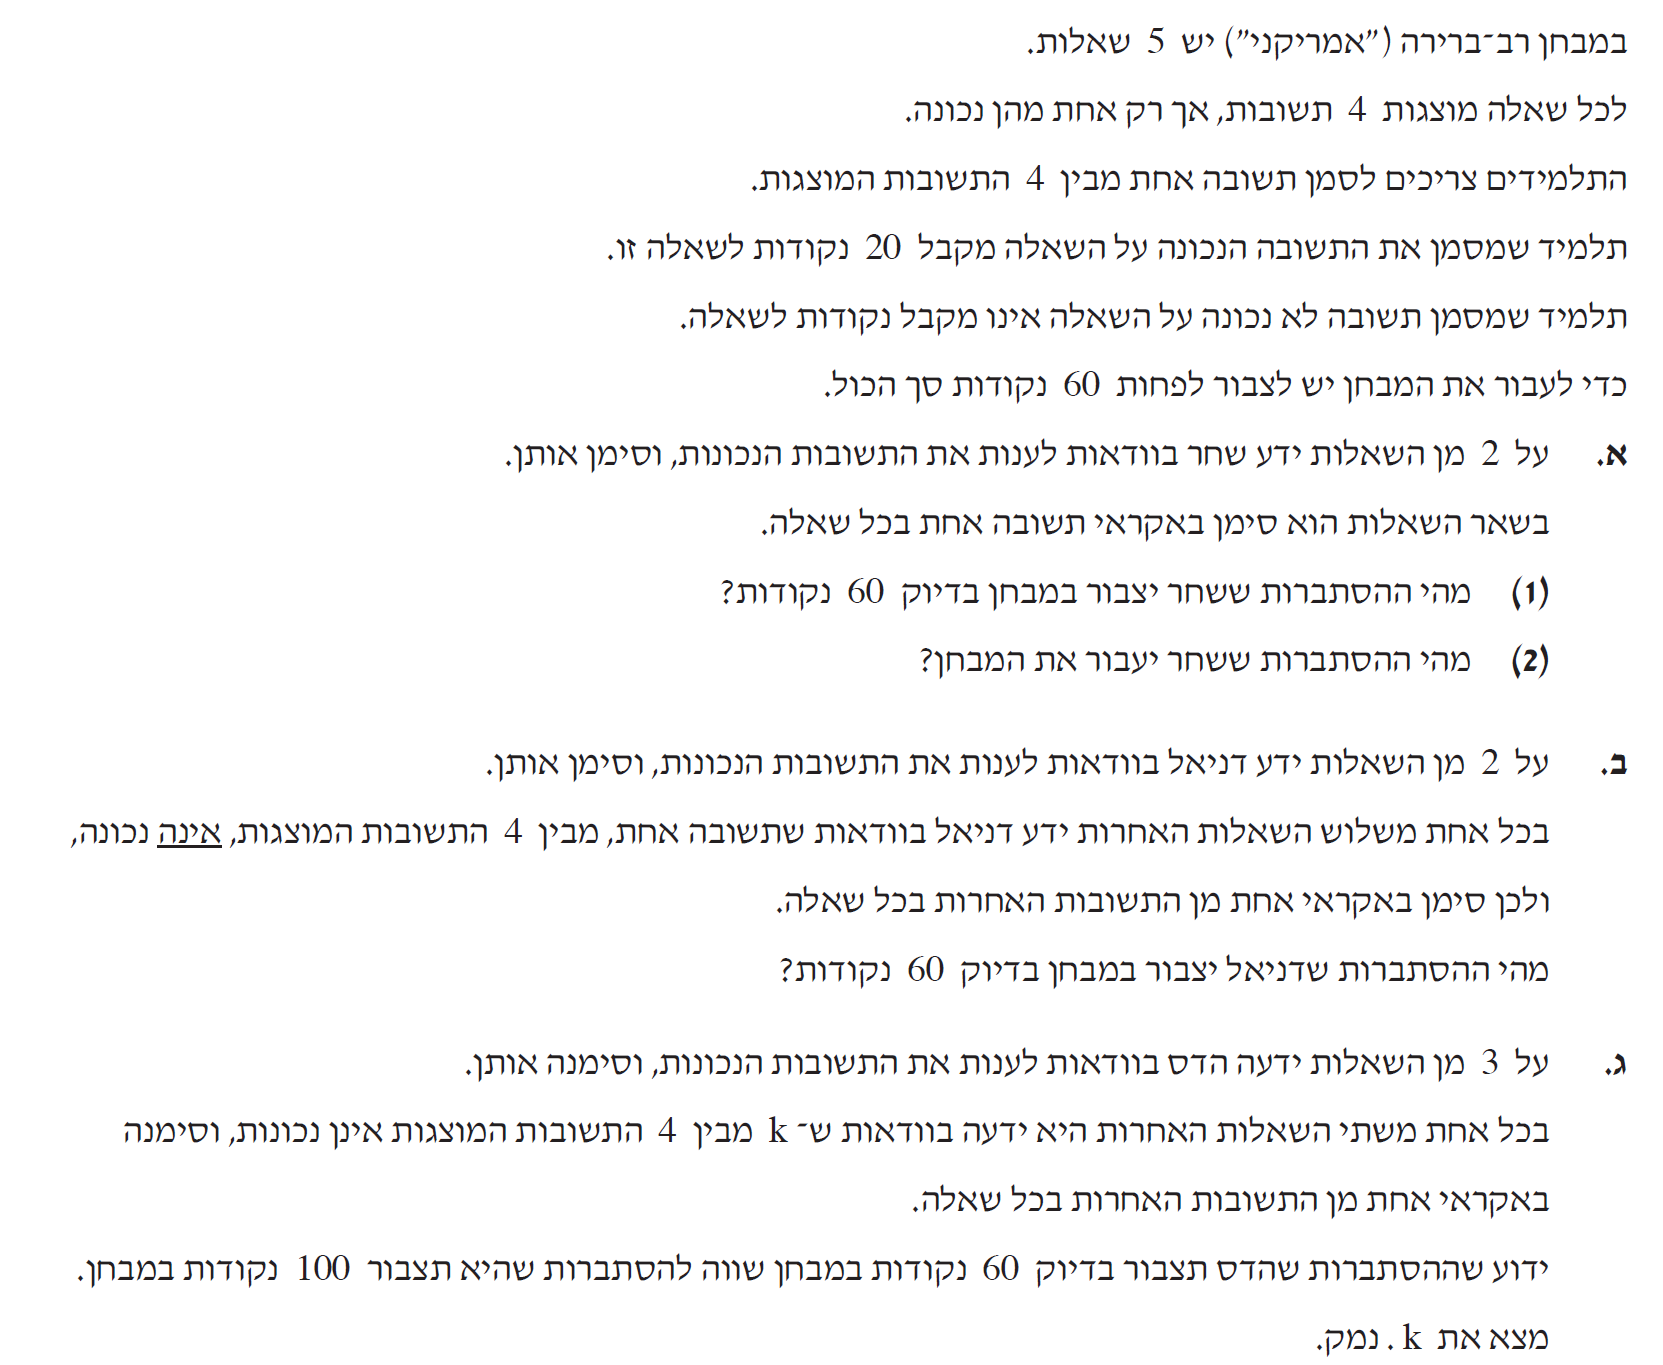 במבחן רב־ברירה ("אמריקני") יש 5 שאלות.
לכל שאלה מוצגות 4 תשובות, אך רק אחת מהן נכונה.
התלמידים צריכים לסמן תשובה אחת מבין 4 התשובות המוצגות.
תלמיד שמסמן את התשובה הנכונה על השאלה מקבל 20 נקודות לשאלה זו.
תלמיד שמסמן תשובה לא נכונה על השאלה אינו מקבל נקודות לשאלה.
כדי לעבור את המבחן יש לצבור לפחות 60 נקודות סך הכול.
א. על 2 מן השאלות ידע שחר בוודאות לענות את התשובות הנכונות, וסימן אותן.
בשאר השאלות הוא סימן באקראי תשובה אחת בכל שאלה.
(1) מהי ההסתברות ששחר יצבור במבחן בדיוק 60 נקודות?
(2) מהי ההסתברות ששחר יעבור את המבחן?
ב. על 2 מן השאלות ידע דניאל בוודאות לענות את התשובות הנכונות, וסימן אותן.
בכל אחת משלוש השאלות האחרות ידע דניאל בוודאות שתשובה אחת, מבין 4 התשובות המוצגות, אינה נכונה,
ולכן סימן באקראי אחת מן התשובות האחרות בכל שאלה.
מהי ההסתברות שדניאל יצבור במבחן בדיוק 60 נקודות?
ג. על 3 מן השאלות ידעה הדס בוודאות לענות את התשובות הנכונות, וסימנה אותן.
בכל אחת משתי השאלות האחרות היא ידעה בוודאות ש־ k מבין 4 התשובות המוצגות אינן נכונות, וסימנה
באקראי אחת מן התשובות האחרות בכל שאלה.
ידוע שההסתברות שהדס תצבור בדיוק 60 נקודות במבחן שווה להסתברות שהיא תצבור 100 נקודות במבחן.
מצא את k . נמק.